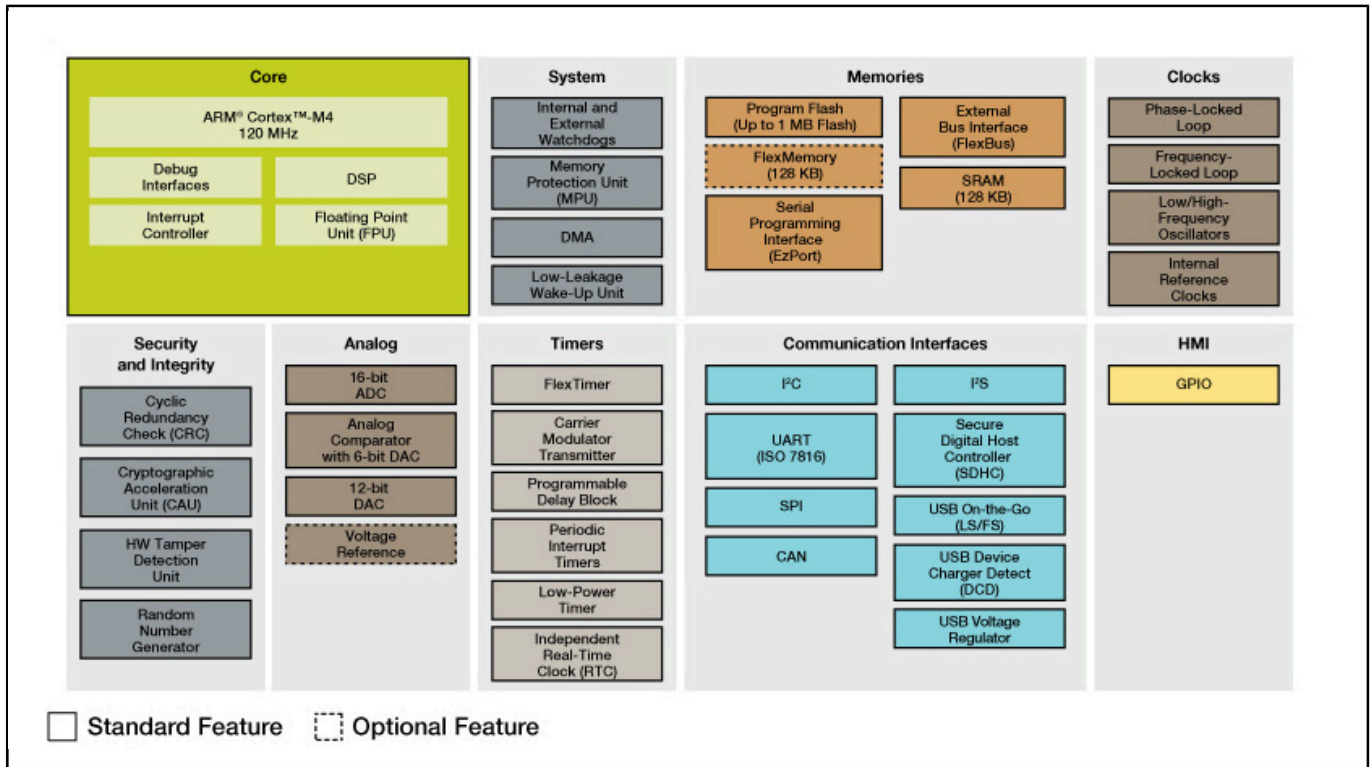 Core
ARM® Cortex™-M4
120 MHz
Debug
Interfaces
DSP
Interrupt
Controller
Floating Point
Unit (FPU)
System
Internal and
External
Watchdogs
Memory
Protection Unit
(MPU)
DMA
Low-Leakage
Wake-Up Unit
Memories
Program Flash
(Up to 1 MB Flash)
FlexMemory
(128 KB)
Serial
Programming
Interface
(EzPort)
External
Bus Interface
(FlexBus)
SRAM
(128 KB)
Clocks
Phase-Locked
Loop
Frequency-
Locked Loop
Low/High-
Frequency
Oscillators
Internal
Reference
Clocks
Security
and Integrity
Cyclic
Redundancy
Check (CRC)
Cryptographic
Acceleration
Unit (CAU)
HW Tamper
Detection
Unit
Random
Number
Generator
Analog
16-bit
ADC
Analog
Comparator
with 6-bit DAC
12-bit
DAC
Voltage
Reference
Timers
FlexTimer
Carrier
Modulator
Transmitter
Programmable
Delay Block
Periodic
Interrupt
Timers
Low-Power
Timer
Independent
Real-Time
Clock (RTC)
Communication Interfaces
I²C
UART
(ISO 7816)
SPI
CAN
I²S
Secure
Digital Host
Controller
(SDHC)
USB On-the-Go
(LS/FS)
USB Device
Charger Detect
(DCD)
USB Voltage
Regulator
HMI
GPIO
Standard Feature
Optional Feature